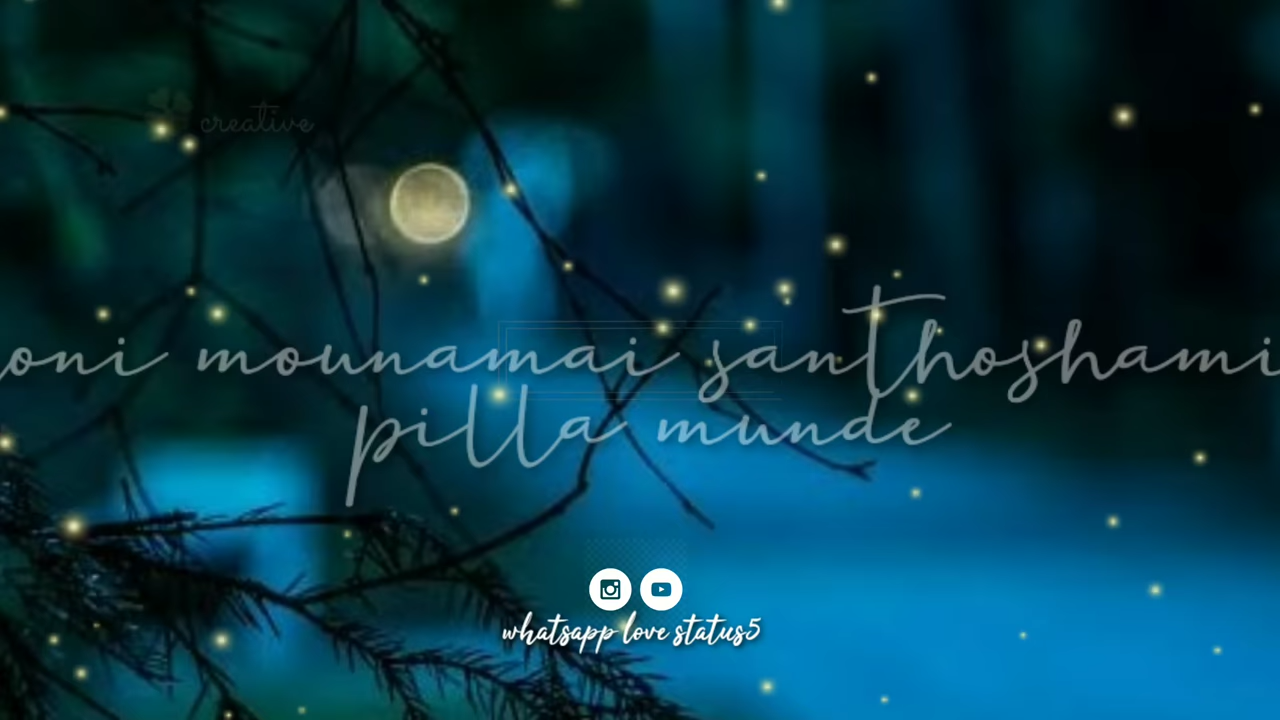 creative
oni mounamai santhoshami
pilla munde
whatsapp love status5